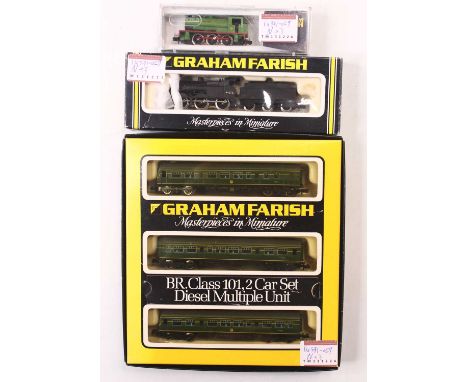 GRAHAM FARISH
Masterpieces in Miniature
GRAHAM FARISH
Masterpieces in Miniature
BR. Class 101, 2 Car Set
Diesel Multiple Unit